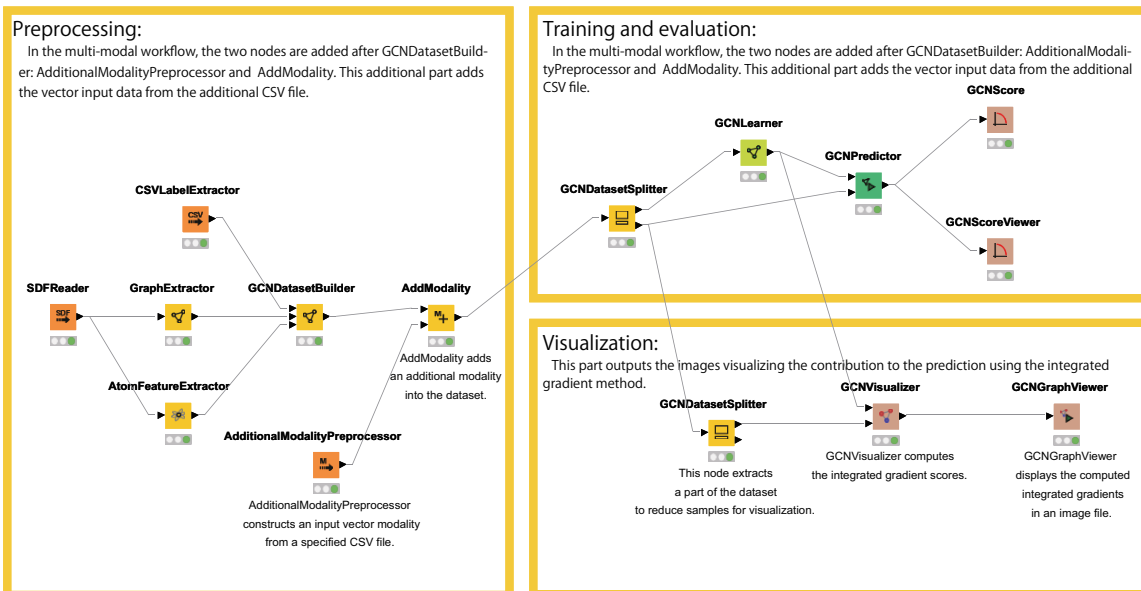 Preprocessing:
In the multi-modal workflow, the two nodes are added after GCNDatasetBuild-
er: AdditionalModalityPreprocessor and AddModality. This additional part adds
the vector input data from the additional CSV file.
CSVLabelExtractor
CSV
SDFReader
SDF
GraphExtractor
GCNDatasetBuilder
AddModality
M+
AddModality adds
an additional modality
into the dataset.
AtomFeatureExtractor
AdditionalModalityPreprocessor
M
AdditionalModalityPreprocessor
constructs an input vector modality
from a specified CSV file.
Training and evaluation:
In the multi-modal workflow, the two nodes are added after GCNDatasetBuilder: AdditionalModali-
tyPreprocessor and AddModality. This additional part adds the vector input data from the additional
CSV file.
GCNScore
GCNLearner
GCNPredictor
GCNDatasetSplitter
GCNScoreViewer
Visualization:
This part outputs the images visualizing the contribution to the prediction using the integrated
gradient method.
GCNDatasetSplitter
This node extracts
a part of the dataset
to reduce samples for visualization.
GCNVisualizer
GCNVisualizer computes
the integrated gradient scores.
GCNGraphViewer
GCNGraphViewer
displays the computed
integrated gradients
in an image file.